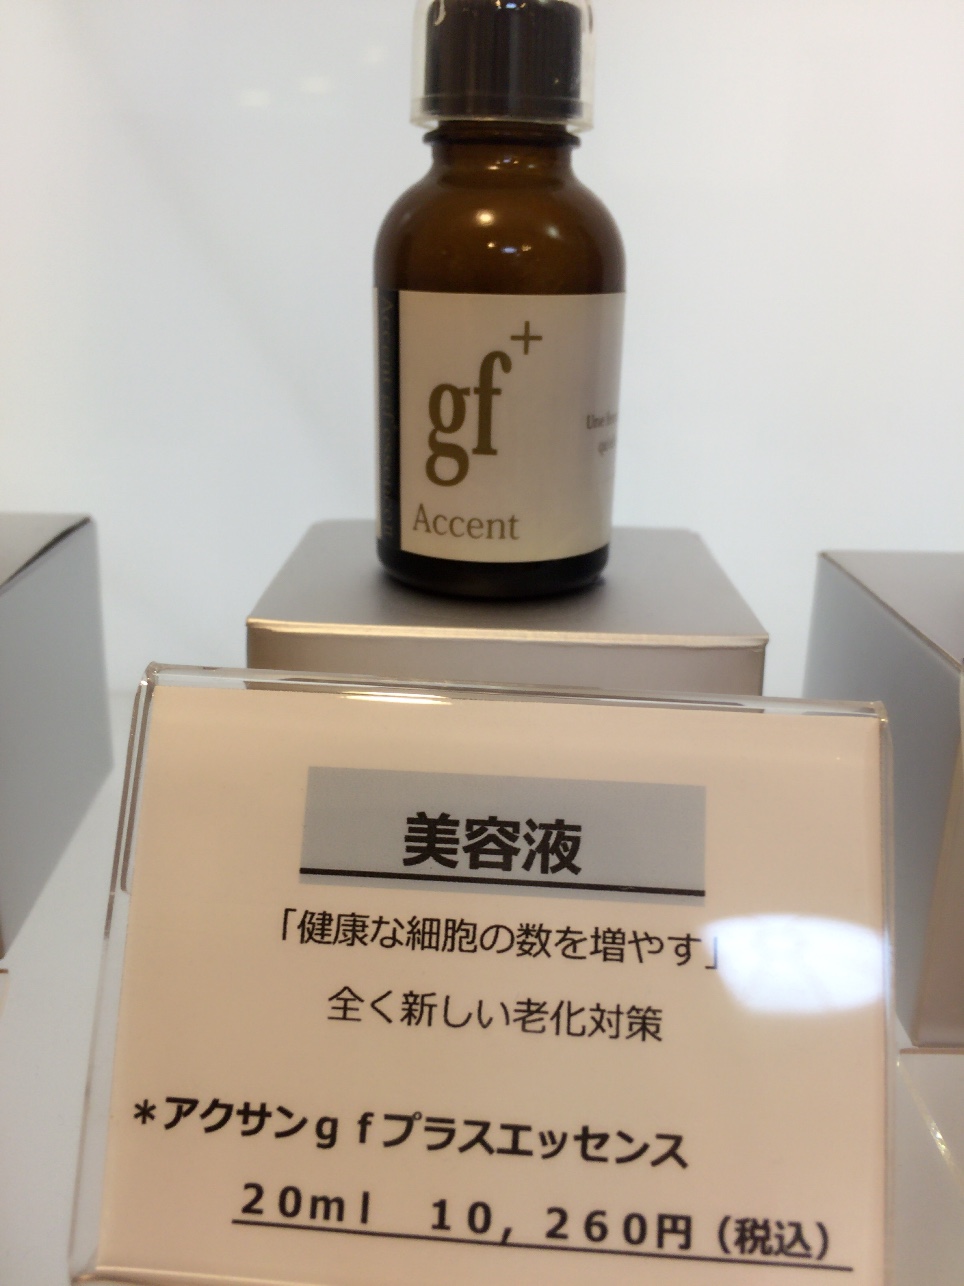 gf+
Accent
Une
美容液
「健康な細胞の数を増やす」
全く新しい老化対策
＊アクサンｇｆプラスエッセンス
２０ｍｌ　１０，２６０円（税込）